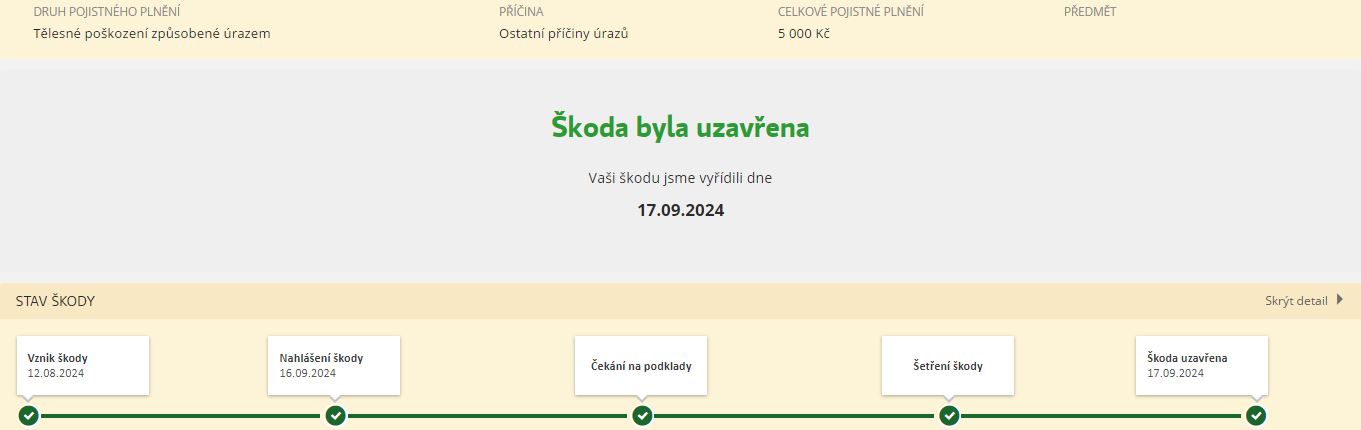 DRUH POJISTNÉHO PLNĚNÍ PŘÍČINA CELKOVÉ POJISTNÉ PLNĚNÍ PŘEDMĚT
Tělesné poškození způsobené úrazem Ostatní příčiny úrazů 5 000 Kč
Škoda byla uzavřena
Vaši škodu jsme vyřídili dne
17.09.2024
STAV ŠKODY Skrýt detail
Vznik škody
12.08.2024
Nahlášení škody
16.09.2024
Čekání na podklady
Šetření škody
Škoda uzavřena
17.09.2024